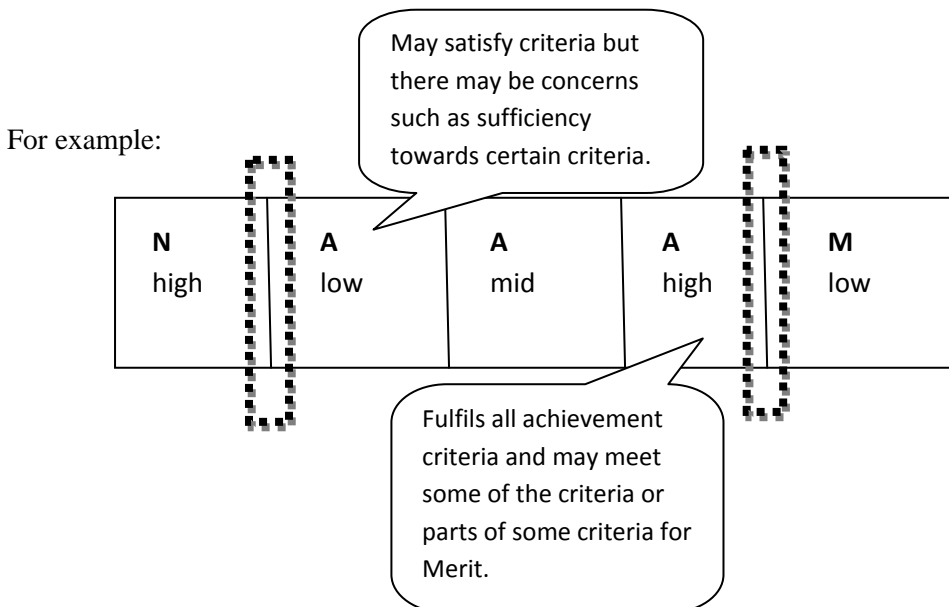 May satisfy criteria but
there may be concerns
such as sufficiency
towards certain criteria.
For example:
N A A A M
high low mid high low
Fulfils all achievement
criteria and may meet
some of the criteria or
parts of some criteria for
Merit.